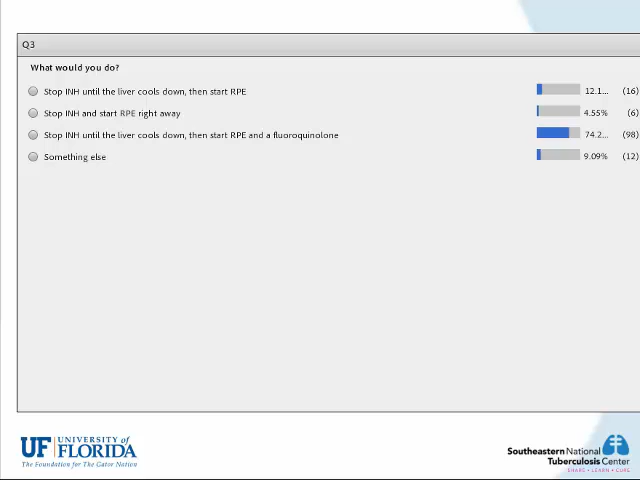 Q3
What would you do?
Stop INH until the liver cools down, then start RPE 12.1... (16)
Stop INH and start RPE right away 4.55% (6)
Stop INH until the liver cools down, then start RPE and a fluoroquinolone 74.2... (98)
Something else 9.09% (12)
UF UNIVERSITY of FLORIDA
The Foundation for The Gator Nation
Southeastern National
Tuberculosis Center
SHARE • LEARN • CURE